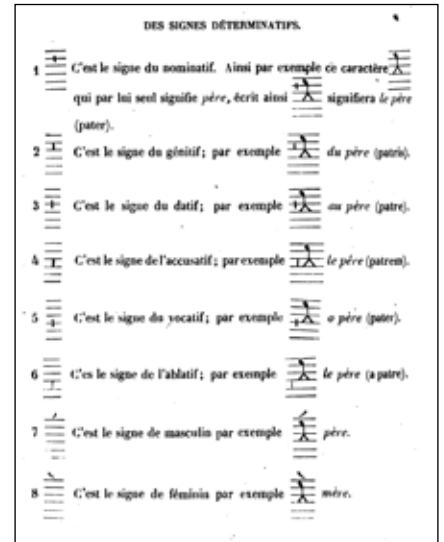 DES SIGNES DÉTERMINATIFS.
1 C'est le signe du nominatif. Ainsi par exemple ce caractère
qui par lui seul signifie père, écrit ainsi signifiera le père
(pater).
2 C'est le signe du génitif; par exemple du père (patris).
3 C'est le signe du datif; par exemple au père (patre).
4 C'est le signe de l'accusatif; par exemple le père (patrem).
5 C'est le signe du vocatif; par exemple o père (pater).
6 C'es le signe de l'ablatif; par exemple le père (a patre).
7 C'est le signe de masculin par exemple père.
8 C'est le signe de féminin par exemple mère.